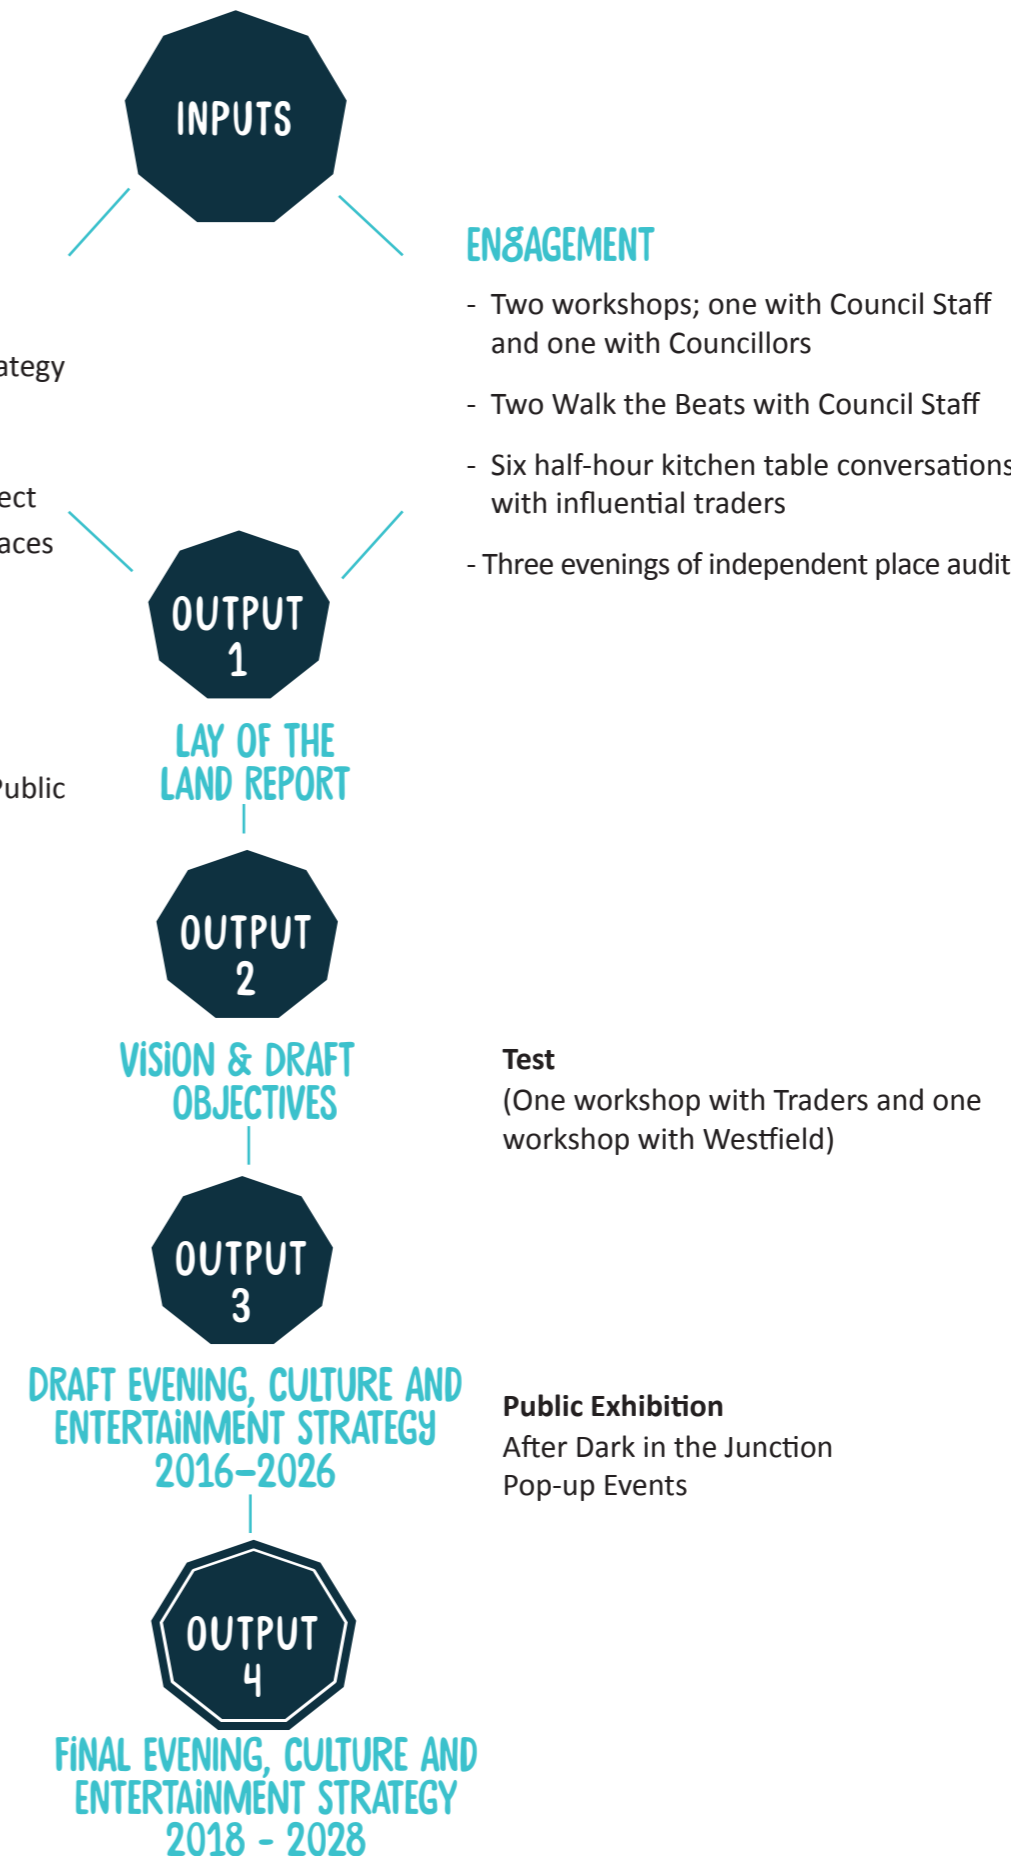 INPUTS
ategy
ect
aces
Public
ENGAGEMENT
- Two workshops; one with Council Staff
and one with Councillors
- Two Walk the Beats with Council Staff
- Six half-hour kitchen table conversations
with influential traders
- Three evenings of independent place audit
OUTPUT
1
LAY OF THE
LAND REPORT
OUTPUT
2
VISION & DRAFT
OBJECTIVES
Test
(One workshop with Traders and one
workshop with Westfield)
OUTPUT
3
DRAFT EVENING, CULTURE AND
ENTERTAINMENT STRATEGY
2016–2026
Public Exhibition
After Dark in the Junction
Pop-up Events
OUTPUT
4
FINAL EVENING, CULTURE AND
ENTERTAINMENT STRATEGY
2018 - 2028